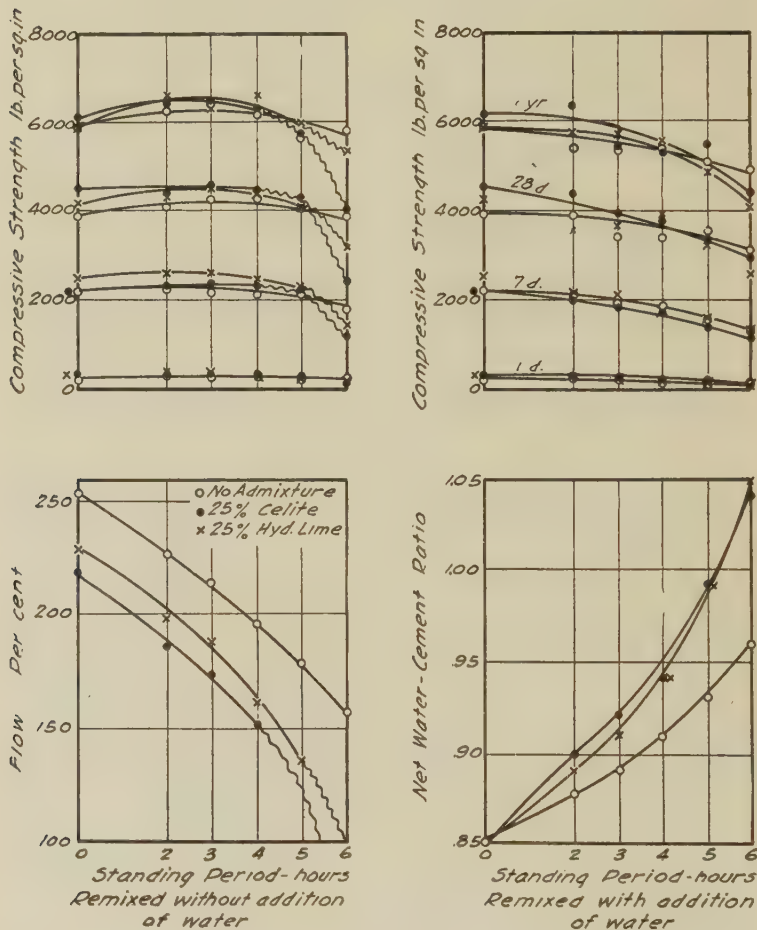 Compressive Strength lb. per sq. in
8000
6000
4000
2000
0
Compressive Strength lb. per sq in
8000
6000
4000
2000
0
1 yr
28 d
7 d.
1 d.
Flow Per cent
250
200
150
100
○ No Admixture
● 25% Celite
× 25% Hyd. Lime
0 2 3 4 5 6
Standing Period-hours
Remixed without addition
of water
Net Water-Cement Ratio
1.05
1.00
.95
.90
.85
0 2 3 4 5 6
Standing Period-hours
Remixed with addition
of water